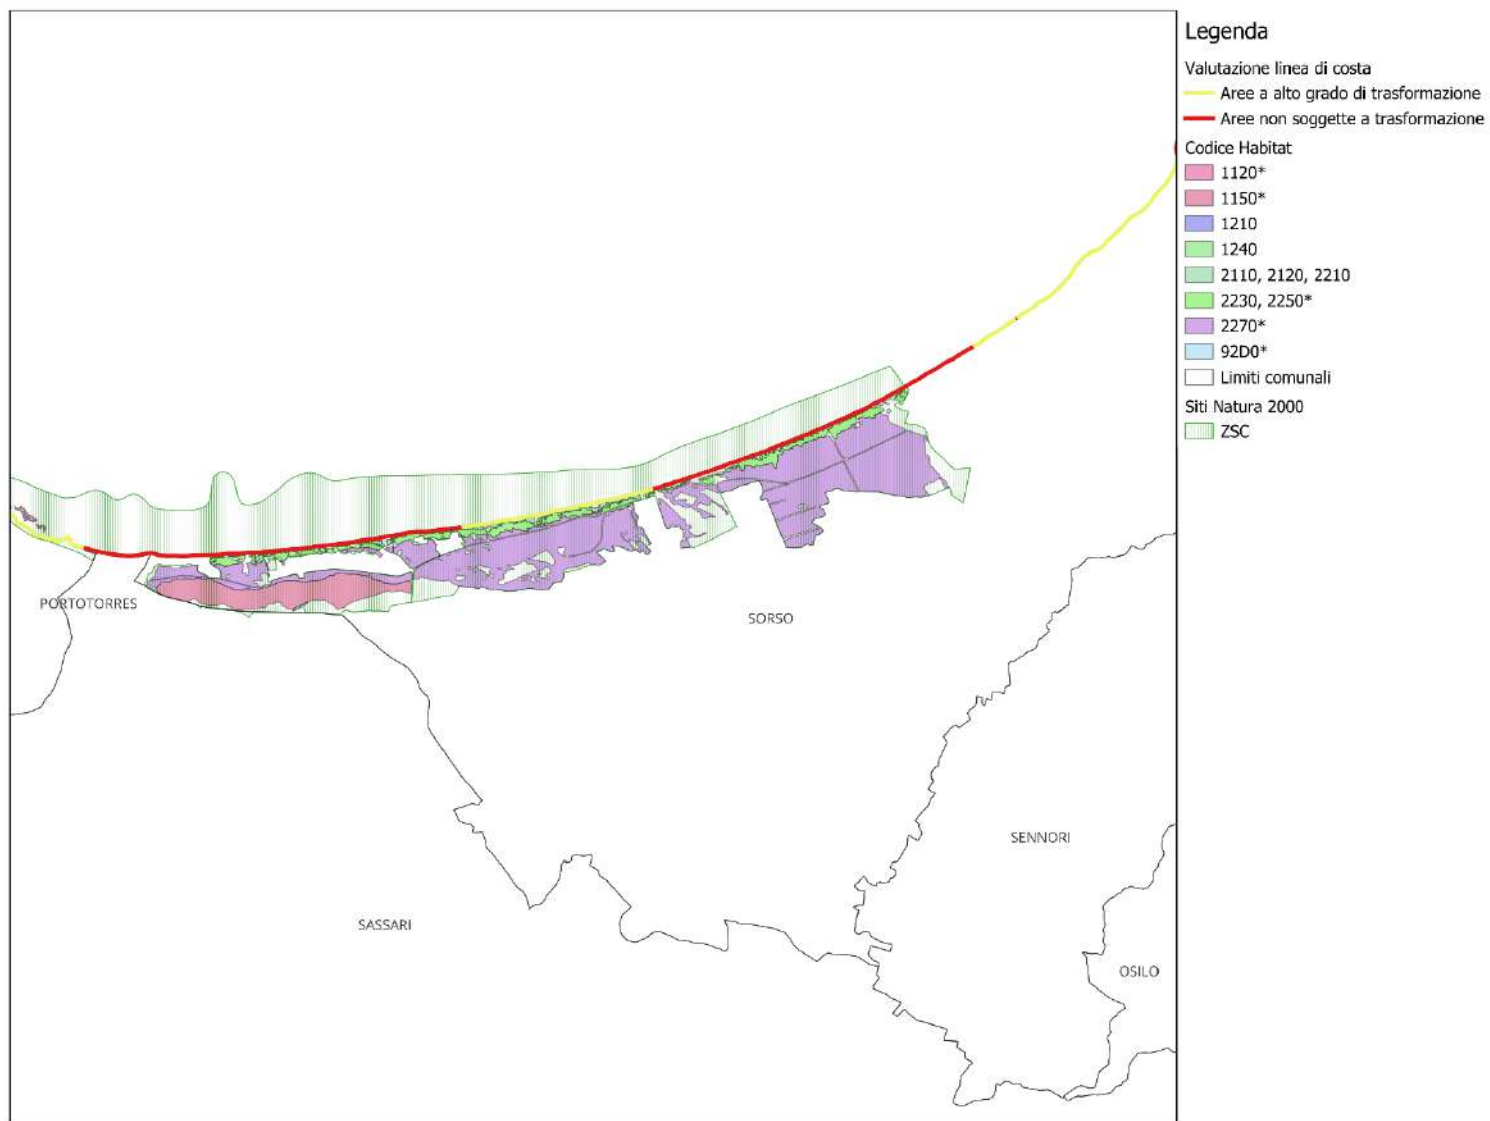 Legenda
Valutazione linea di costa
Aree a alto grado di trasformazione
Aree non soggette a trasformazione
Codice Habitat
1120*
1150*
1210
1240
2110, 2120, 2210
2230, 2250*
2270*
92D0*
Limiti comunali
Siti Natura 2000
ZSC
PORTOTORRES
SORSO
SENNORI
SASSARI
OSILO